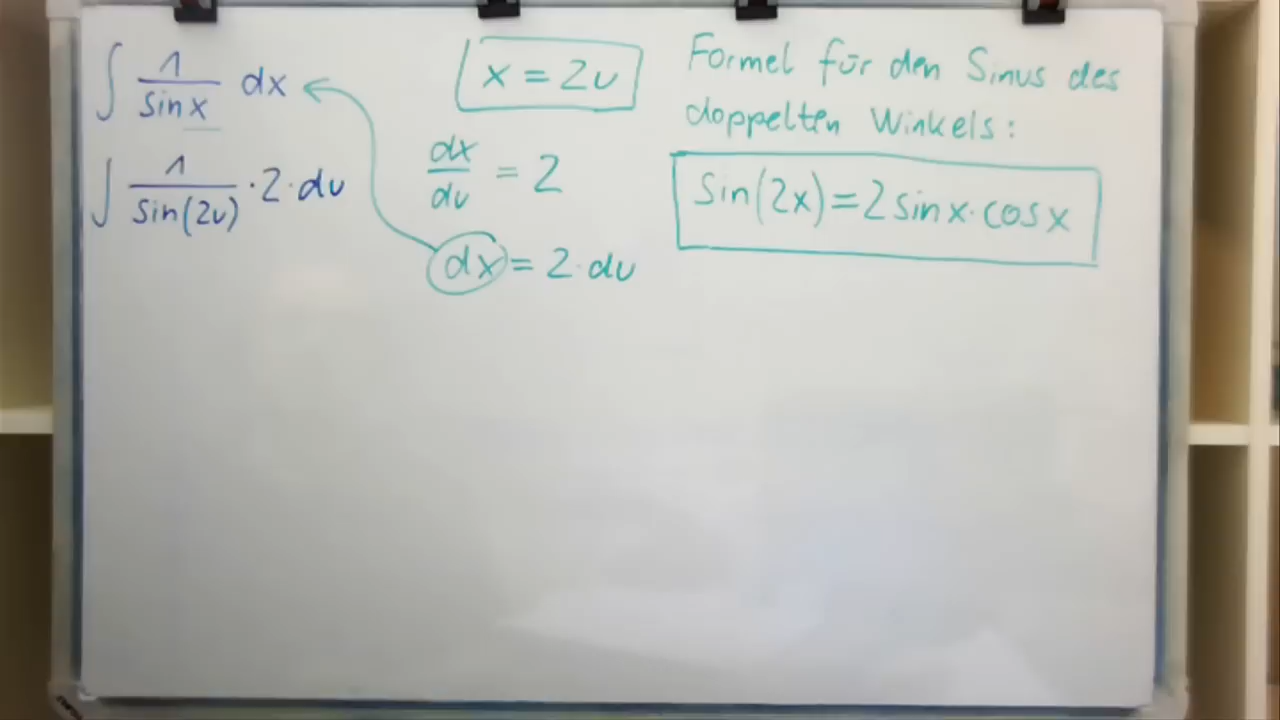 ∫ 1/sin x dx
∫ 1/sin(2u) · 2 · du
x = 2u
dx/du = 2
dx = 2 · du
Formel für den Sinus des
doppelten Winkels:
Sin(2x) = 2 sin x · cos x